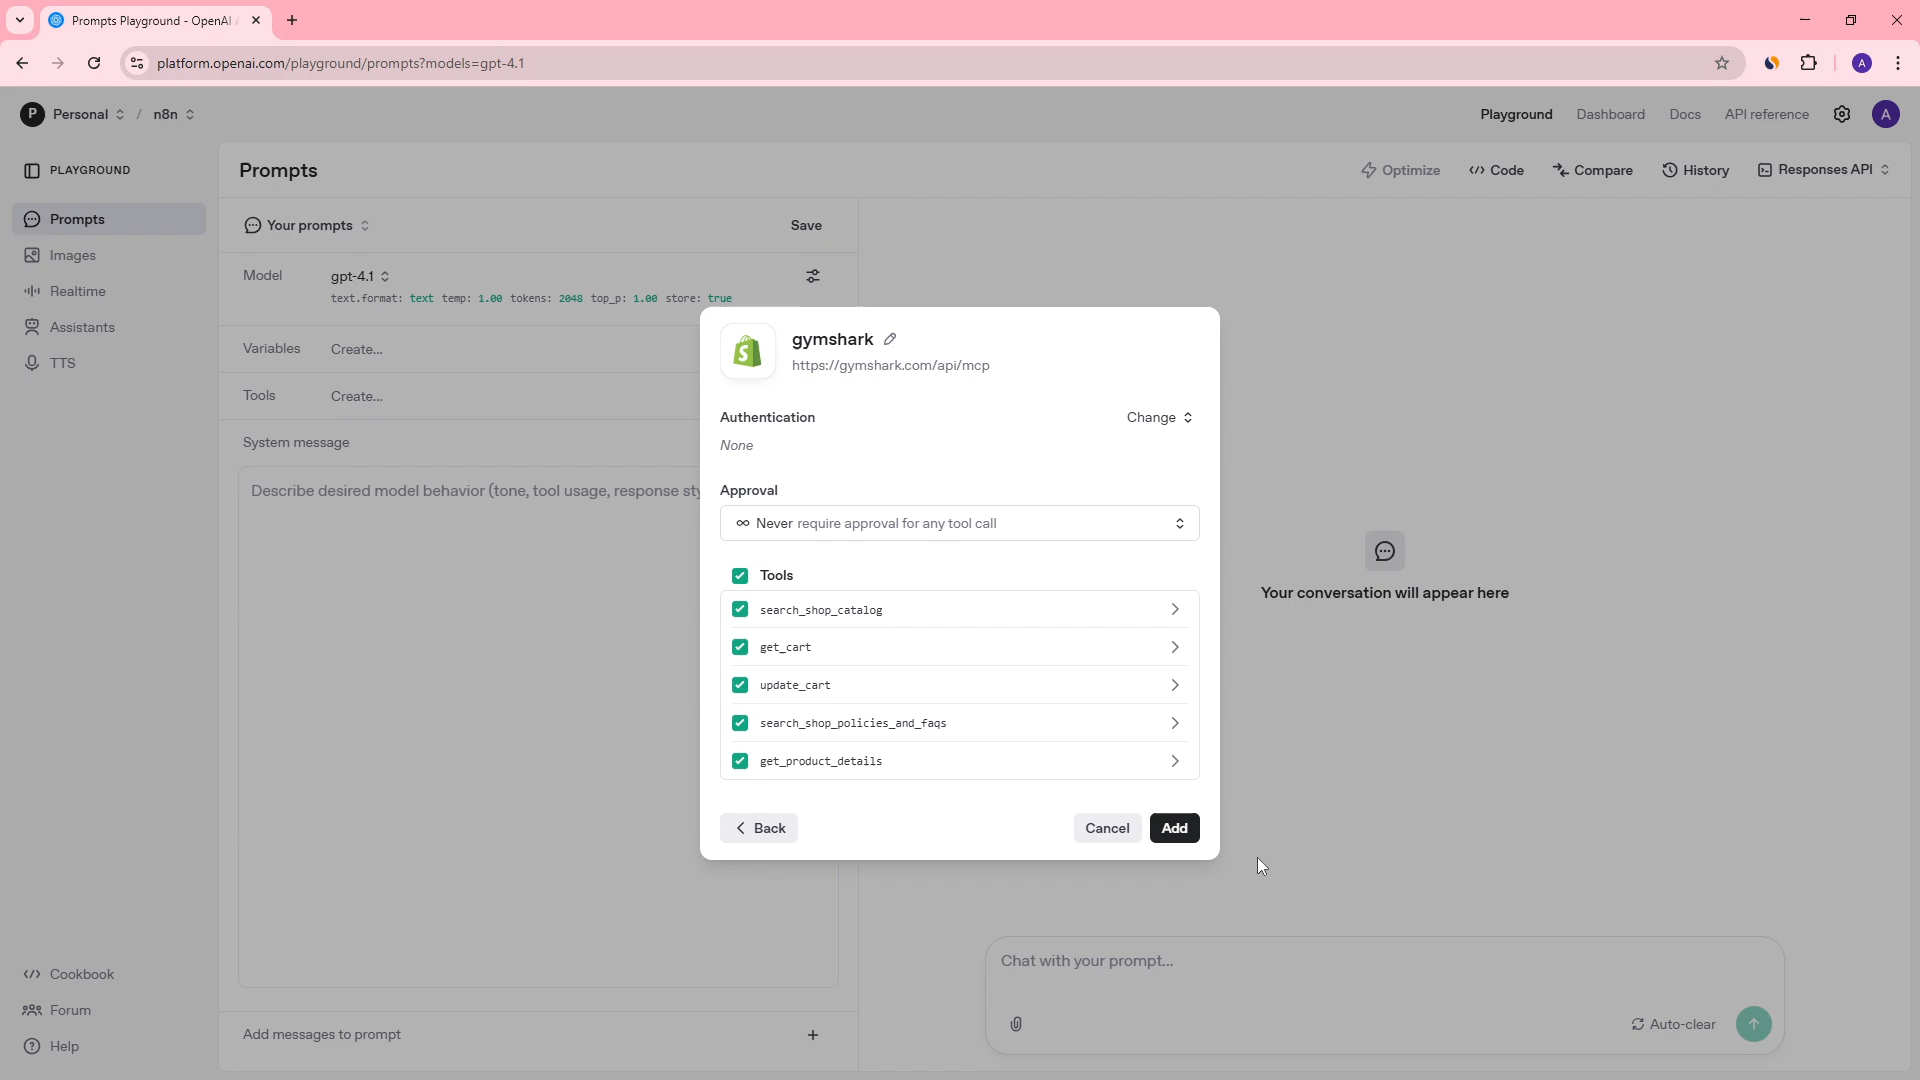 Prompts Playground - OpenAI
platform.openai.com/playground/prompts?models=gpt-4.1
A
P Personal / n8n
Playground
Dashboard
Docs
API reference
A
PLAYGROUND
Prompts
Images
Realtime
Assistants
TTS
Cookbook
Forum
Help
Prompts
Optimize
Code
Compare
History
Responses API
Your prompts
Save
Model
gpt-4.1
text.format: text temp: 1.00 tokens: 2048 top_p: 1.00 store: true
Variables
Create...
Tools
Create...
System message
Describe desired model behavior (tone, tool usage, response sty
Add messages to prompt
gymshark
https://gymshark.com/api/mcp
Authentication
Change
None
Approval
Never require approval for any tool call
Tools
search_shop_catalog
get_cart
update_cart
search_shop_policies_and_faqs
get_product_details
Back
Cancel
Add
Your conversation will appear here
Chat with your prompt...
Auto-clear